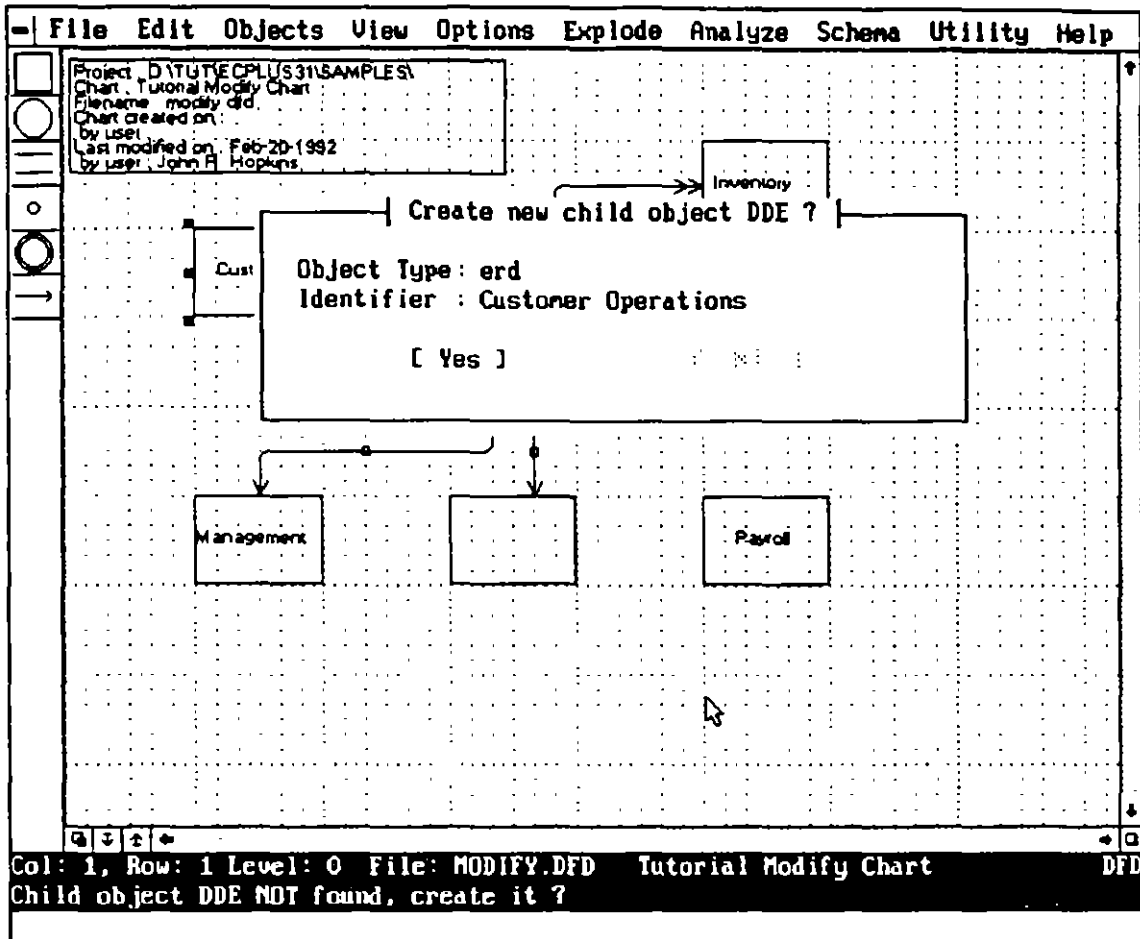 File Edit Objects View Options Explode Analyze Schema Utility Help
Project : D:\TUT\ECPLUS31\SAMPLES\
Chart : Tutorial Modify Chart
Filename : modify.dfd
Chart created on :
by user :
Last modified on : Feb-20-1992
by user : John A. Hopkins
Inventory
Create new child object DDE ?
Cust
Object Type : erd
Identifier : Customer Operations
[ Yes ]
Management
Payroll
Col: 1, Row: 1 Level: 0 File: MODIFY.DFD Tutorial Modify Chart DFD
Child object DDE NOT found, create it ?